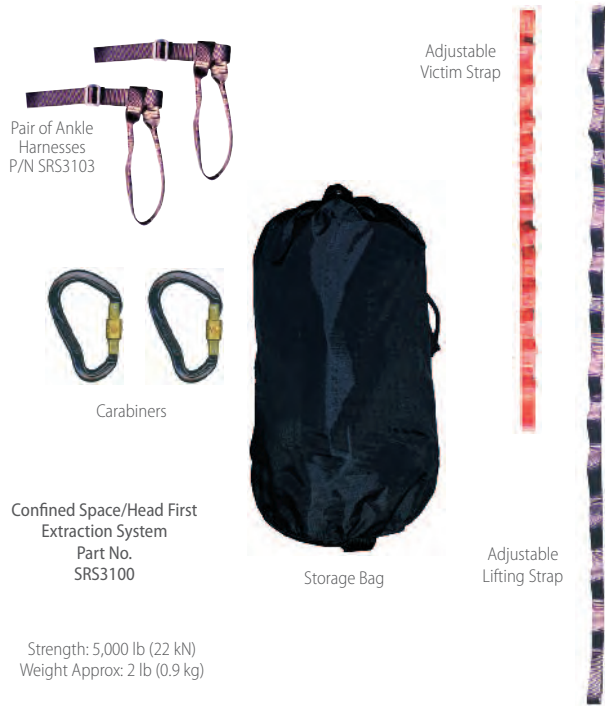 Adjustable
Victim Strap
Pair of Ankle
Harnesses
P/N SRS3103
Carabiners
Confined Space/Head First
Extraction System
Part No.
SRS3100
Storage Bag
Adjustable
Lifting Strap
Strength: 5,000 lb (22 kN)
Weight Approx: 2 lb (0.9 kg)